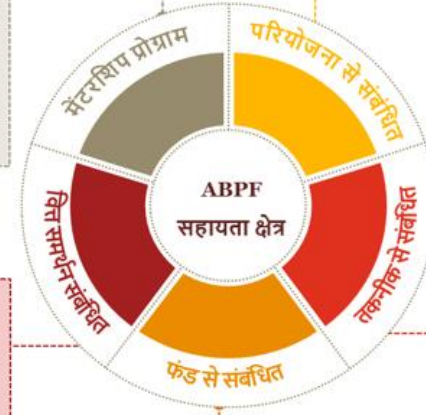 मेंटरशिप प्रोग्राम
परियोजना से संबंधित
ABPF
सहायता क्षेत्र
वित्त समर्थन संबंधित
तकनीक से संबंधित
फंड से संबंधित